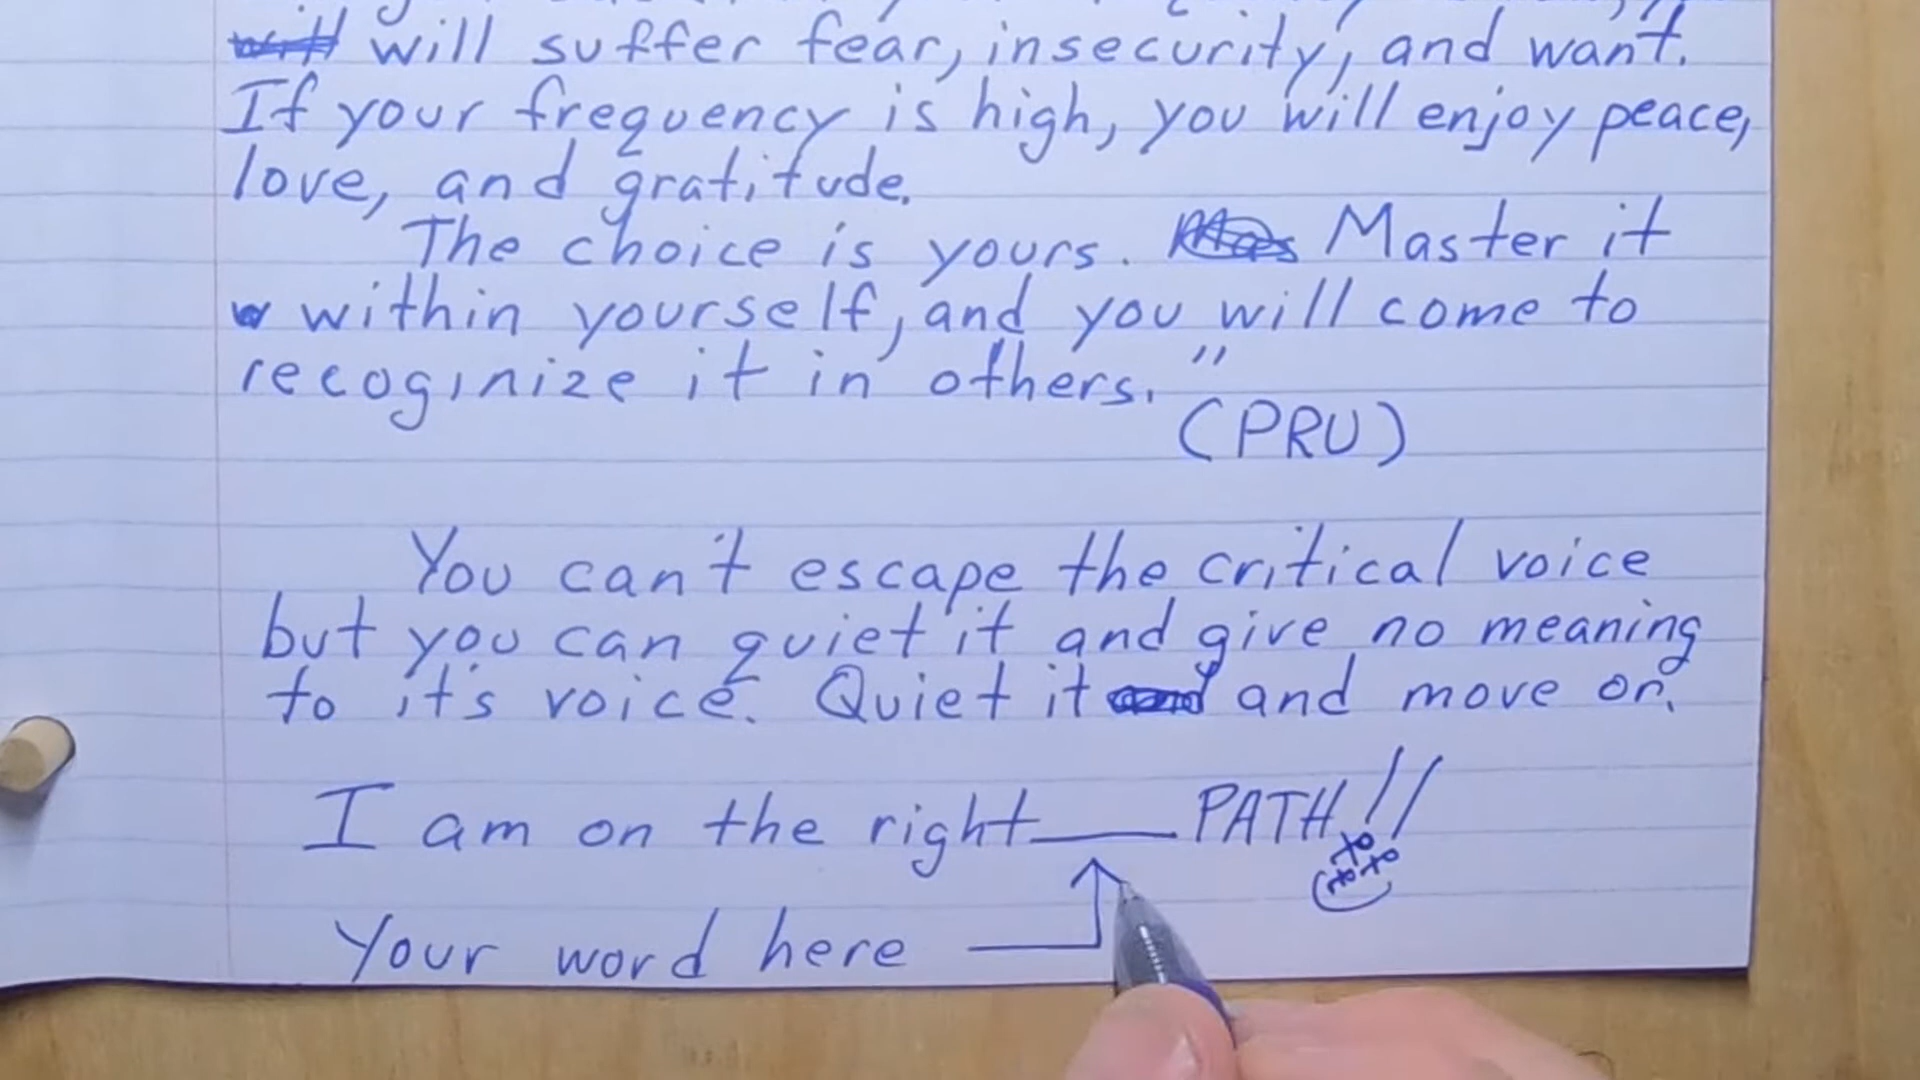 will suffer fear, insecurity, and want.
If your frequency is high, you will enjoy peace,
love, and gratitude.
The choice is yours. Master it
within yourself, and you will come to
recoginize it in others."
(PRU)
You can't escape the critical voice
but you can quiet it and give no meaning
to it's voice. Quiet it and move on.
I am on the right ____ PATH!!
Your word here